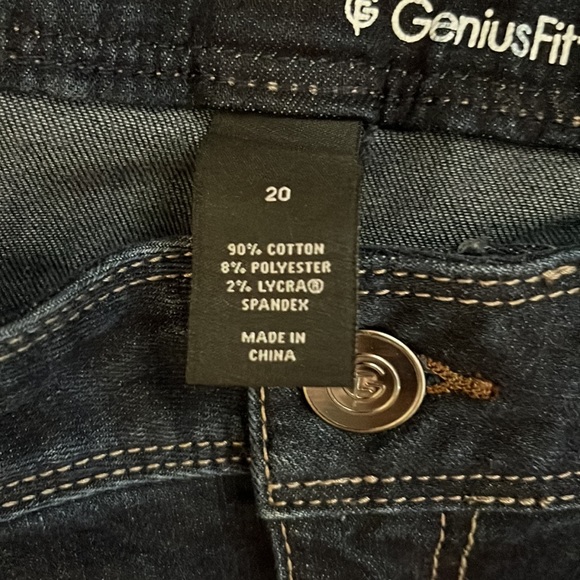 GeniusFit
20
90% COTTON
8% POLYESTER
2% LYCRA®
SPANDEX
MADE IN
CHINA